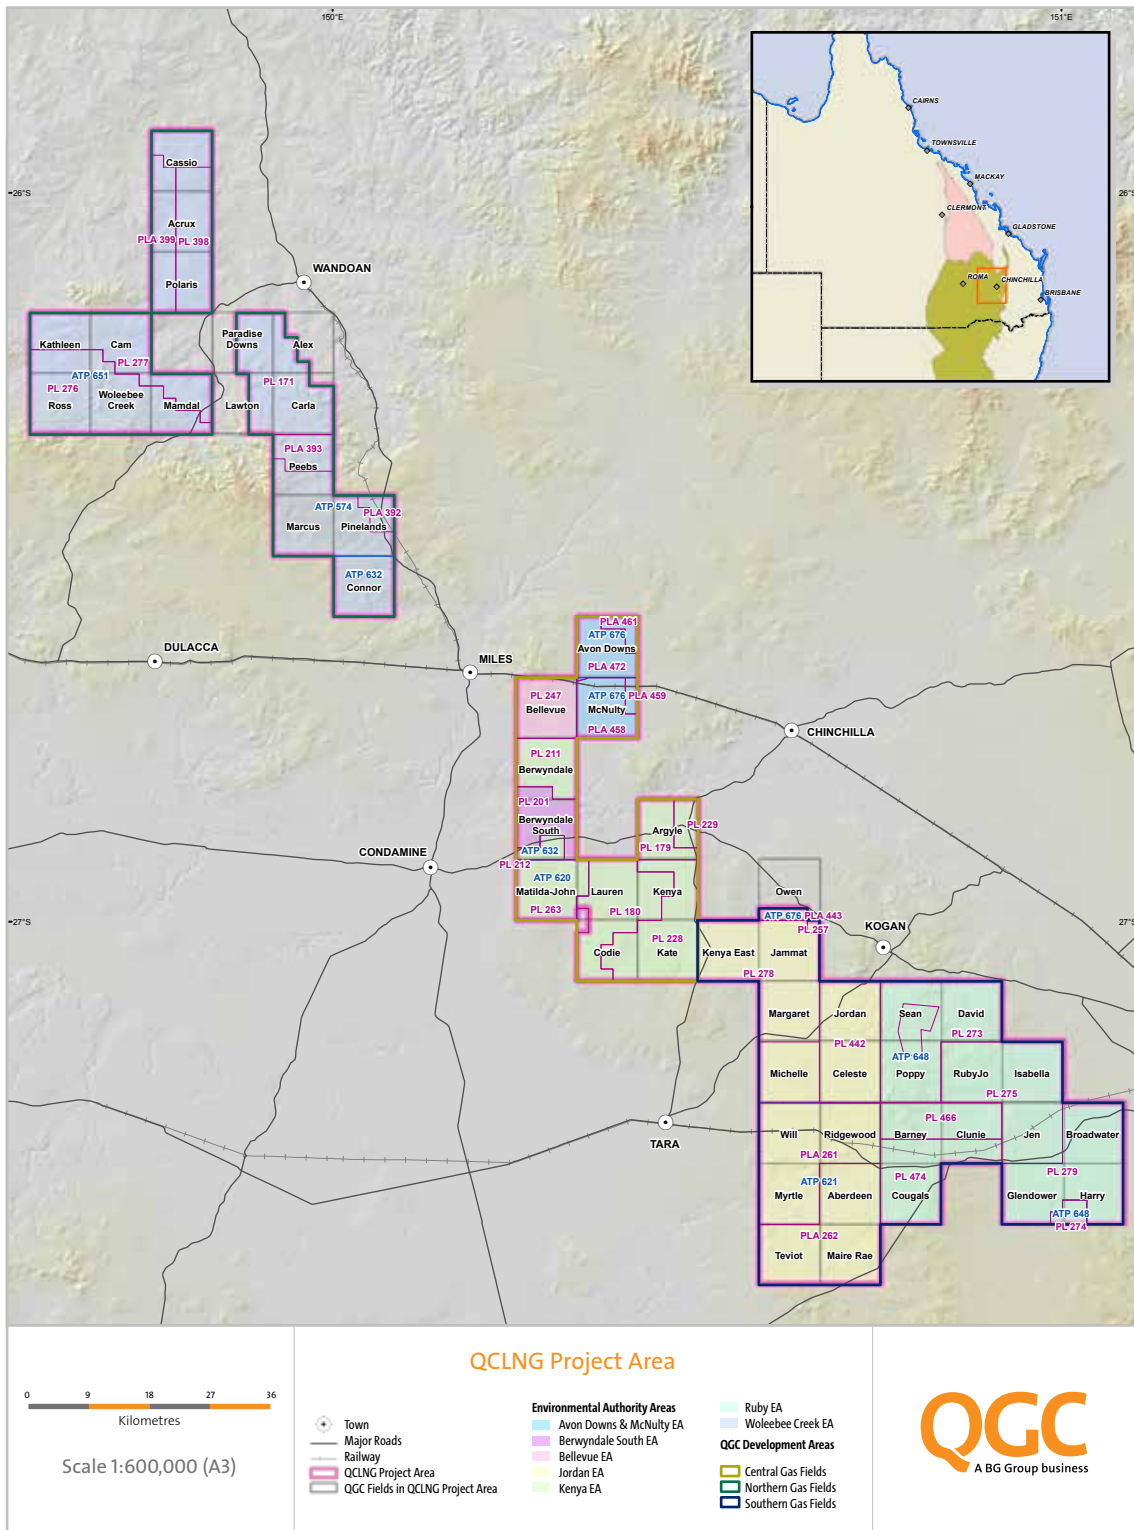 150°E
151°E
26°S
26°S
27°S
27°S
CAIRNS
TOWNSVILLE
MACKAY
CLERMONT
GLADSTONE
ROMA
CHINCHILLA
BRISBANE
Cassio
Acrux
PLA 399
PL 398
Polaris
WANDOAN
Kathleen
Cam
PL 277
ATP 651
PL 276
Ross
Woleebee
Creek
Mamdal
Paradise
Downs
Alex
PL 171
Lawton
Carla
PLA 393
Peebs
ATP 574
PLA 392
Marcus
Pinelands
ATP 632
Connor
DULACCA
MILES
PLA 461
ATP 676
Avon Downs
PLA 472
PL 247
Bellevue
ATP 676
PLA 459
McNulty
PLA 458
CHINCHILLA
PL 211
Berwyndale
PL 201
Berwyndale
South
ATP 632
PL 212
CONDAMINE
Argyle
PL 229
PL 179
ATP 620
Matilda-John
PL 263
Lauren
Kenya
PL 180
PL 228
Codie
Kate
Owen
ATP 676
PLA 443
PL 257
KOGAN
Kenya East
Jammat
PL 278
Margaret
Jordan
Sean
David
PL 273
PL 442
ATP 648
Michelle
Celeste
Poppy
RubyJo
Isabella
PL 275
TARA
PL 466
Will
Ridgewood
Barney
Clunie
Jen
Broadwater
PLA 261
ATP 621
PL 474
PL 279
Myrtle
Aberdeen
Cougals
Glendower
Harry
ATP 648
PL 274
PLA 262
Teviot
Maire Rae
0 9 18 27 36
Kilometres
Scale 1:600,000 (A3)
QCLNG Project Area
Town
Major Roads
Railway
QCLNG Project Area
QGC Fields in QCLNG Project Area
Environmental Authority Areas
Avon Downs & McNulty EA
Berwyndale South EA
Bellevue EA
Jordan EA
Kenya EA
Ruby EA
Woleebee Creek EA
QGC Development Areas
Central Gas Fields
Northern Gas Fields
Southern Gas Fields
QGC
A BG Group business